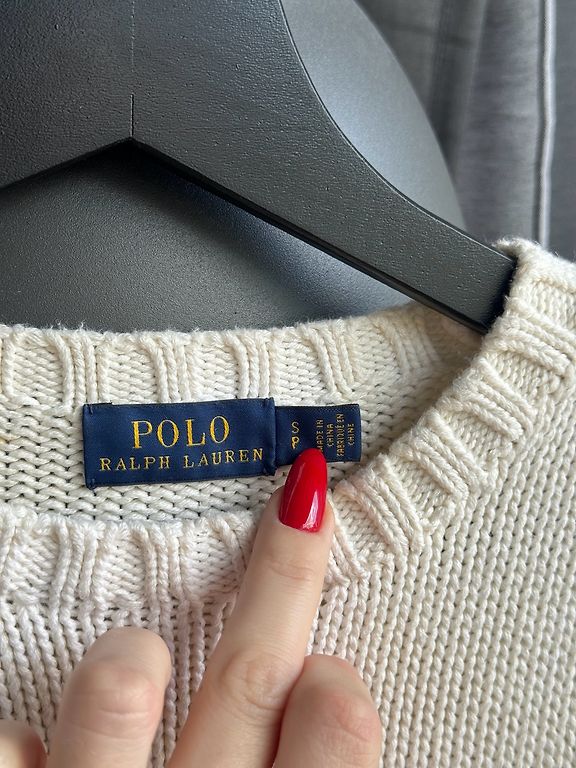 POLO
RALPH LAUREN
S
P
MADE IN
CHINA
FABRIQUÉ EN
CHINE